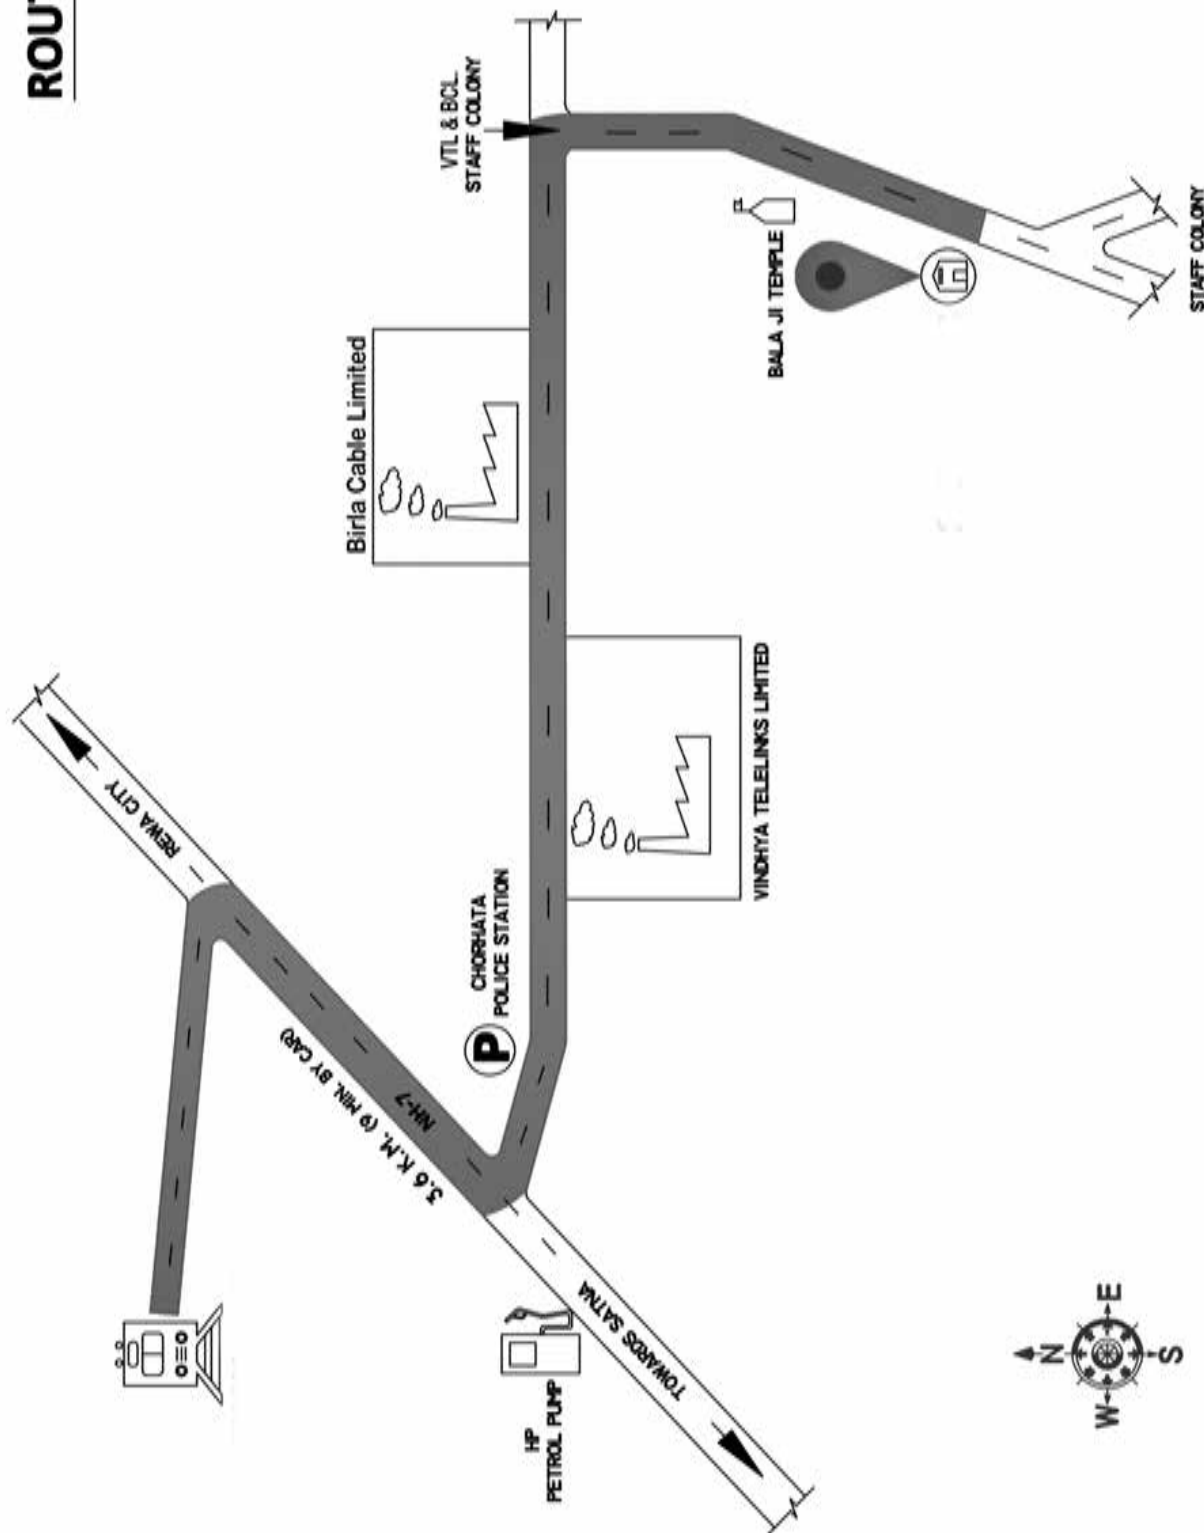 ROUT
VTL & BCL.
STAFF COLONY
Birla Cable Limited
REWA CITY
BALA JI TEMPLE
STAFF COLONY
CHORHATA
POLICE STATION
P
VINDHYA TELELINKS LIMITED
3.6 K.M. (9 MIN. BY CAR)
NH-7
HP
PETROL PUMP
TOWARDS SATNA
N
W E
S